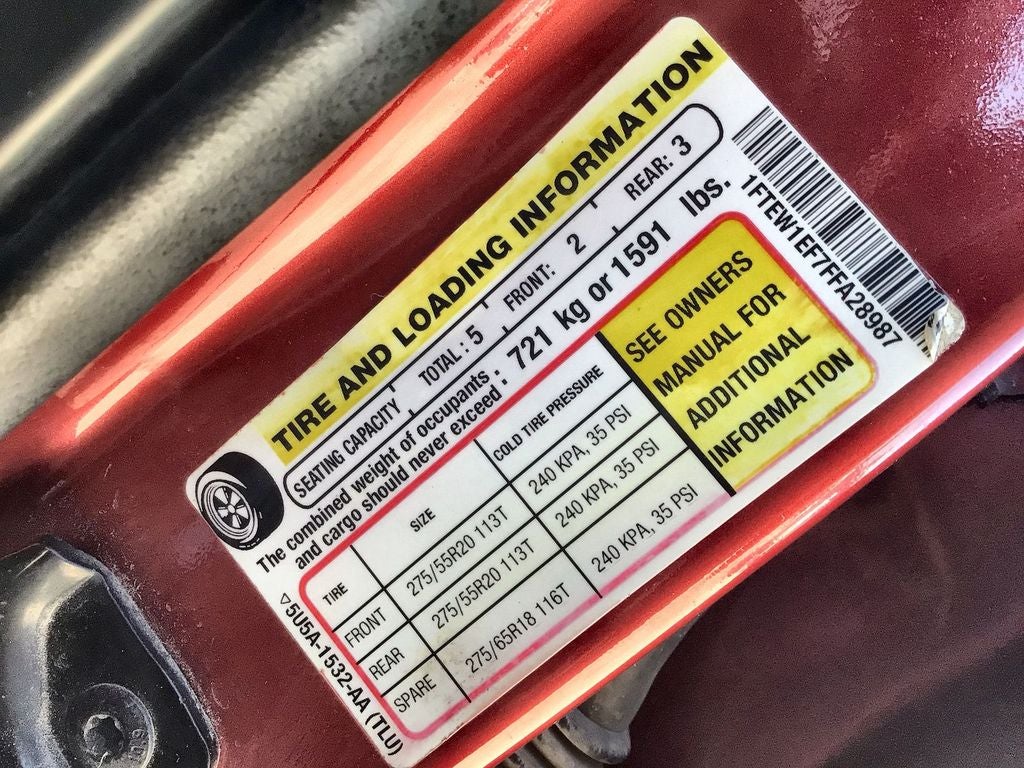 TIRE AND LOADING INFORMATION
SEATING CAPACITY TOTAL: 5 FRONT: 2 REAR: 3
The combined weight of occupants and cargo should never exceed: 721 kg or 1591 lbs.
TIRE SIZE COLD TIRE PRESSURE
FRONT 275/55R20 113T 240 KPA, 35 PSI
REAR 275/55R20 113T 240 KPA, 35 PSI
SPARE 275/65R18 116T 240 KPA, 35 PSI
SEE OWNERS
MANUAL FOR
ADDITIONAL
INFORMATION
1FTEW1EF7FFA28987
▽5U5A-1532-AA (TLU)